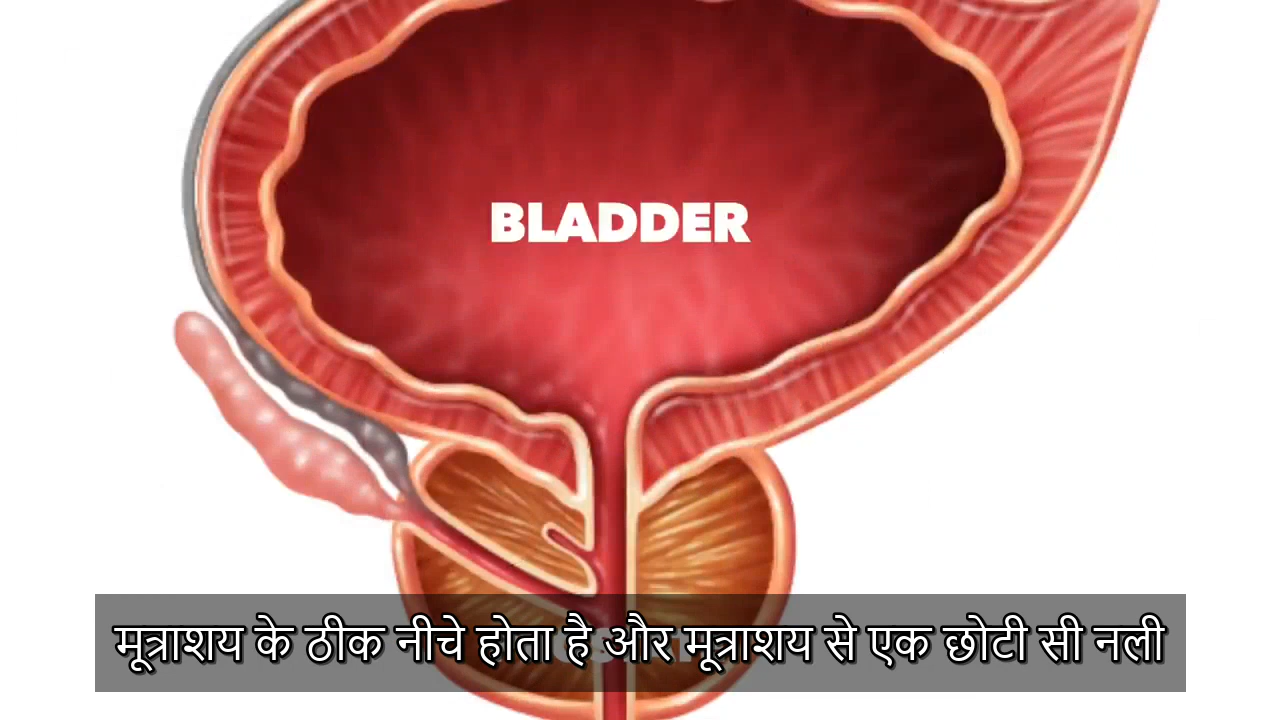 BLADDER
मूत्राशय के ठीक नीचे होता है और मूत्राशय से एक छोटी सी नली